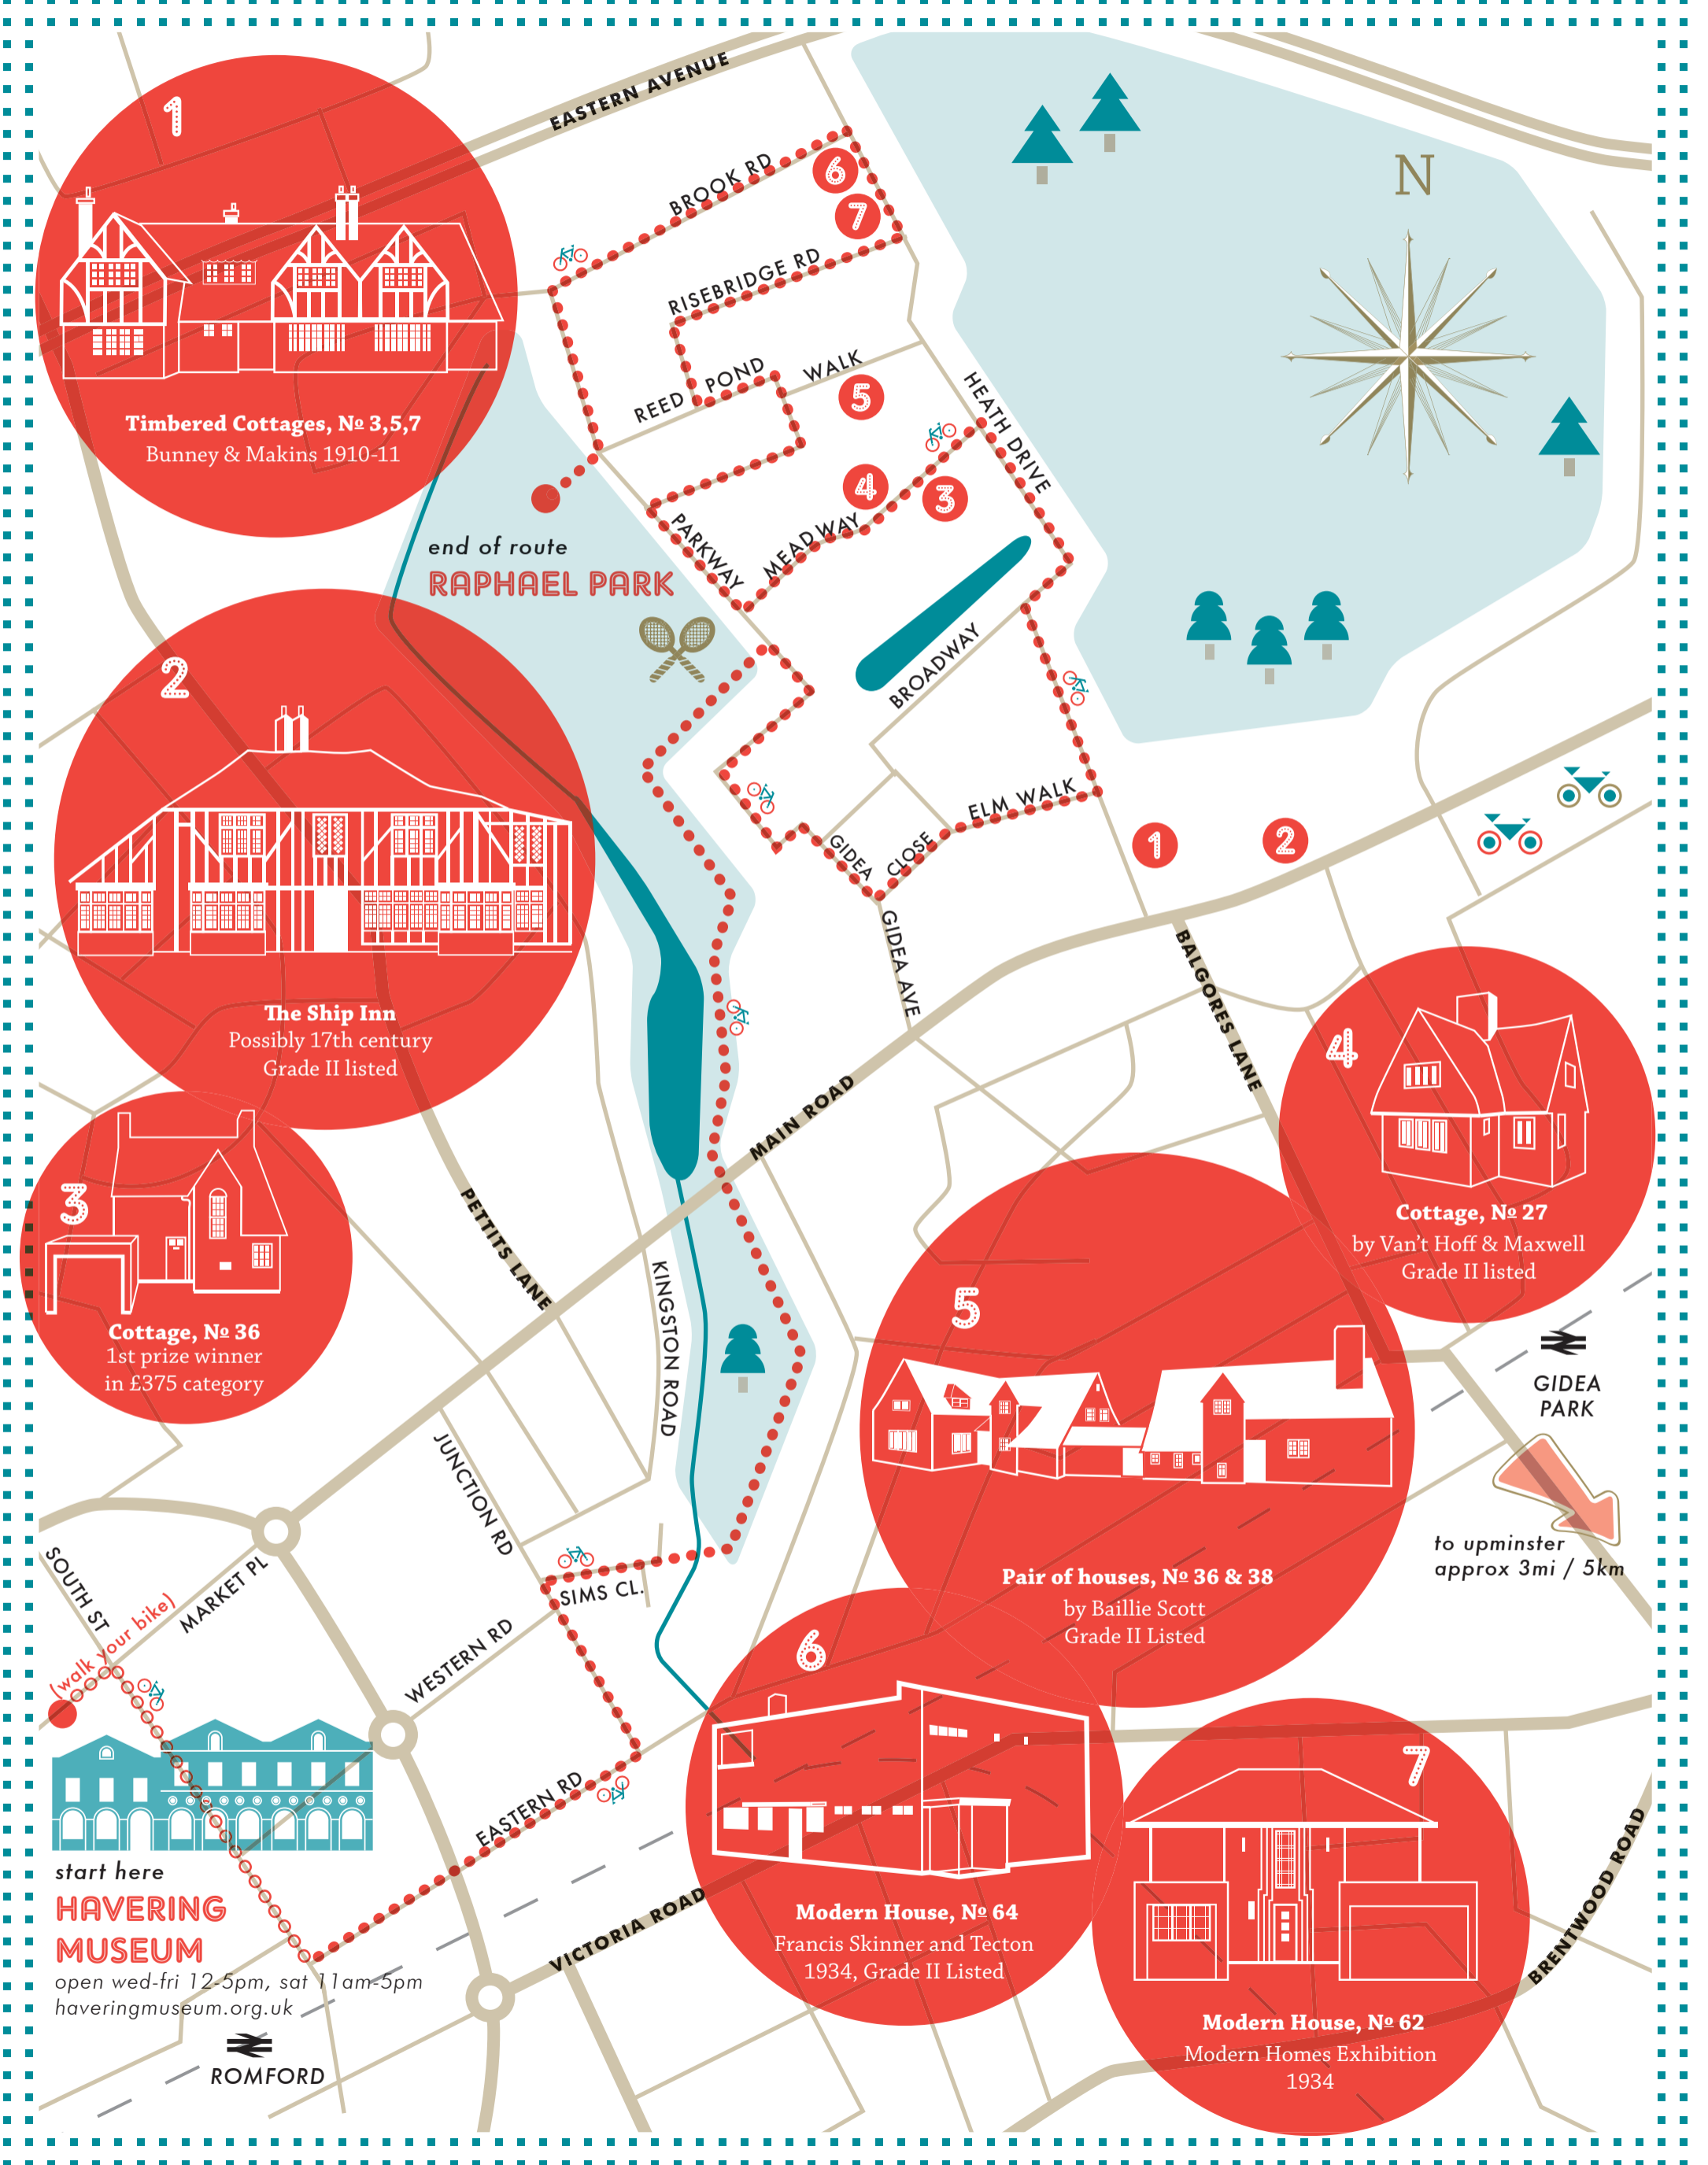 EASTERN AVENUE
1
N
BROOK RD
6
7
RISEBRIDGE RD
REED POND WALK
5
HEATH DRIVE
Timbered Cottages, № 3,5,7
Bunney & Makins 1910-11
4
3
PARKWAY
MEADWAY
end of route
RAPHAEL PARK
BROADWAY
2
ELM WALK
GIDEA CLOSE
1
2
GIDEA AVE
BALGORES LANE
The Ship Inn
Possibly 17th century
Grade II listed
MAIN ROAD
4
3
PETTITS LANE
Cottage, № 27
by Van't Hoff & Maxwell
Grade II listed
KINGSTON ROAD
5
Cottage, № 36
1st prize winner
in £375 category
GIDEA
PARK
JUNCTION RD
to upminster
approx 3mi / 5km
SOUTH ST
MARKET PL
SIMS CL.
Pair of houses, № 36 & 38
by Baillie Scott
Grade II Listed
(walk your bike)
WESTERN RD
6
7
EASTERN RD
start here
HAVERING
MUSEUM
open wed-fri 12-5pm, sat 11am-5pm
haveringmuseum.org.uk
VICTORIA ROAD
Modern House, № 64
Francis Skinner and Tecton
1934, Grade II Listed
BRENTWOOD ROAD
ROMFORD
Modern House, № 62
Modern Homes Exhibition
1934